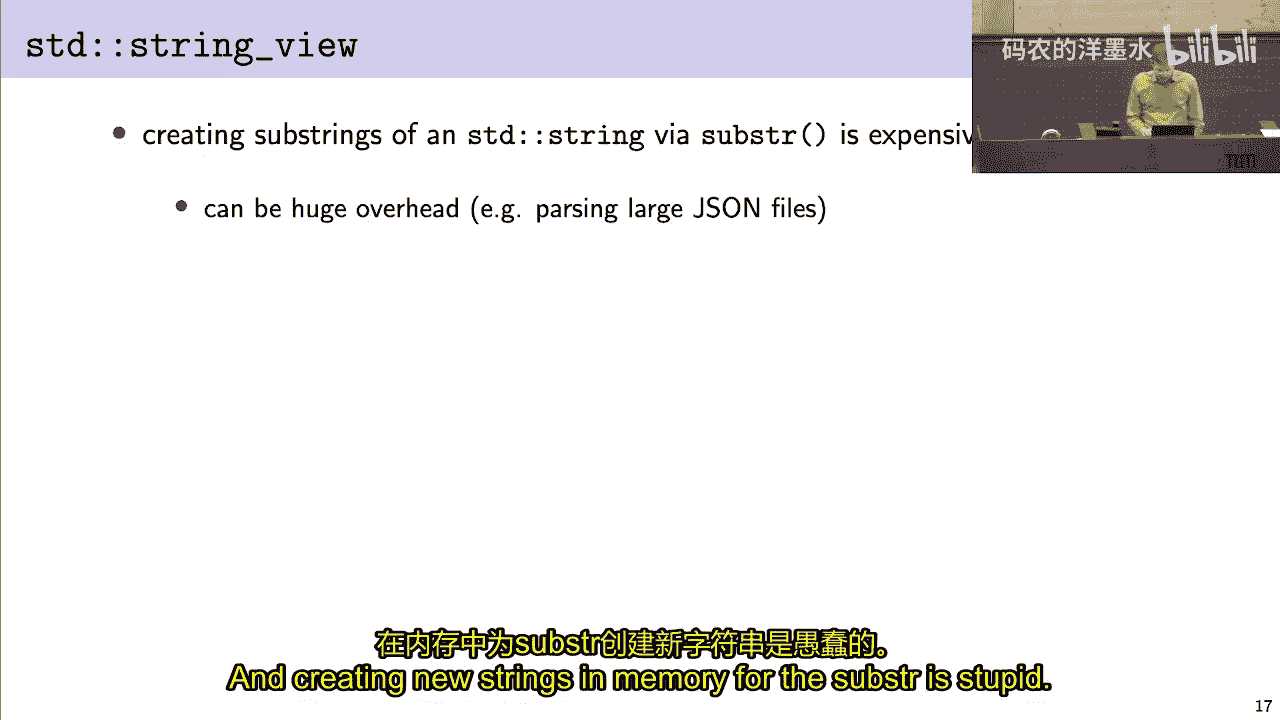 std::string_view
码农的洋墨水 bilibili
• creating substrings of an std::string via substr() is expensiv
• can be huge overhead (e.g. parsing large JSON files)
TUM
在内存中为substr创建新字符串是愚蠢的。
And creating new strings in memory for the substr is stupid.
17